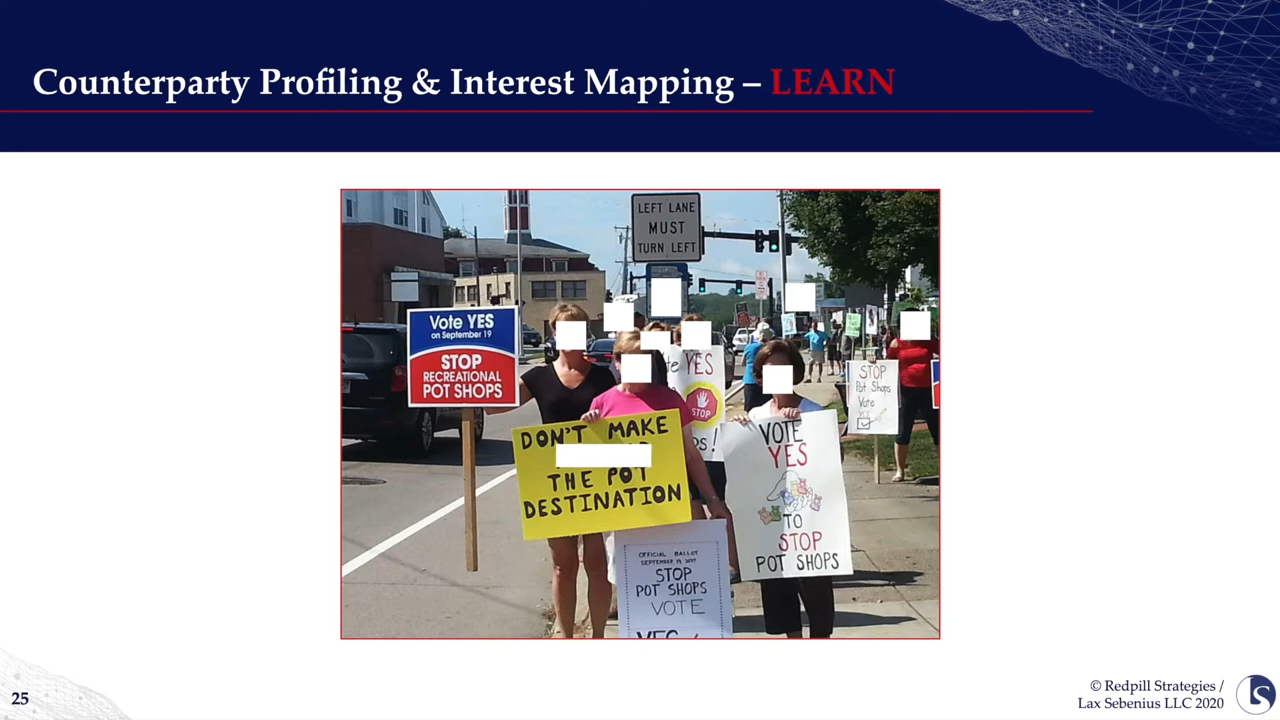 Counterparty Profiling & Interest Mapping – LEARN
LEFT LANE
MUST
TURN LEFT
Vote YES
on September 19
STOP
RECREATIONAL
POT SHOPS
YES
STOP
DON'T MAKE
THE POT
DESTINATION
VOTE
YES
TO
STOP
POT SHOPS
STOP
Pot Shops
Vote
OFFICIAL BALLOT
STOP
POT SHOPS
VOTE
YES
25
© Redpill Strategies /
Lax Sebenius LLC 2020